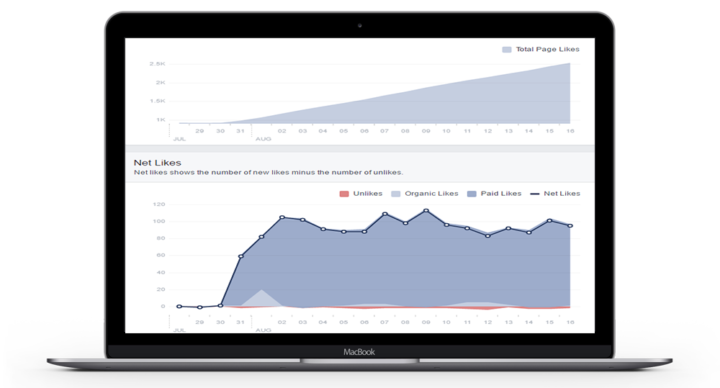 Total Page Likes
2.5K
2K
1.5K
1K
29 30 31 02 03 04 05 06 07 08 09 10 11 12 13 14 15 16
JUL AUG
Net Likes
Net likes shows the number of new likes minus the number of unlikes.
Unlikes Organic Likes Paid Likes Net Likes
120
100
80
60
40
20
0
29 30 31 02 03 04 05 06 07 08 09 10 11 12 13 14 15 16
JUL AUG
MacBook